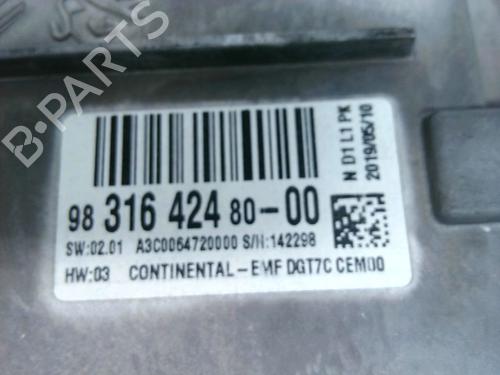 B-PARTS
98 316 424 80-00
SW:02.01 A3C0064720000 S/N:142298
HW:03 CONTINENTAL-EMF DGT7C CEM00
N D1 L1 PK
2019/05/10